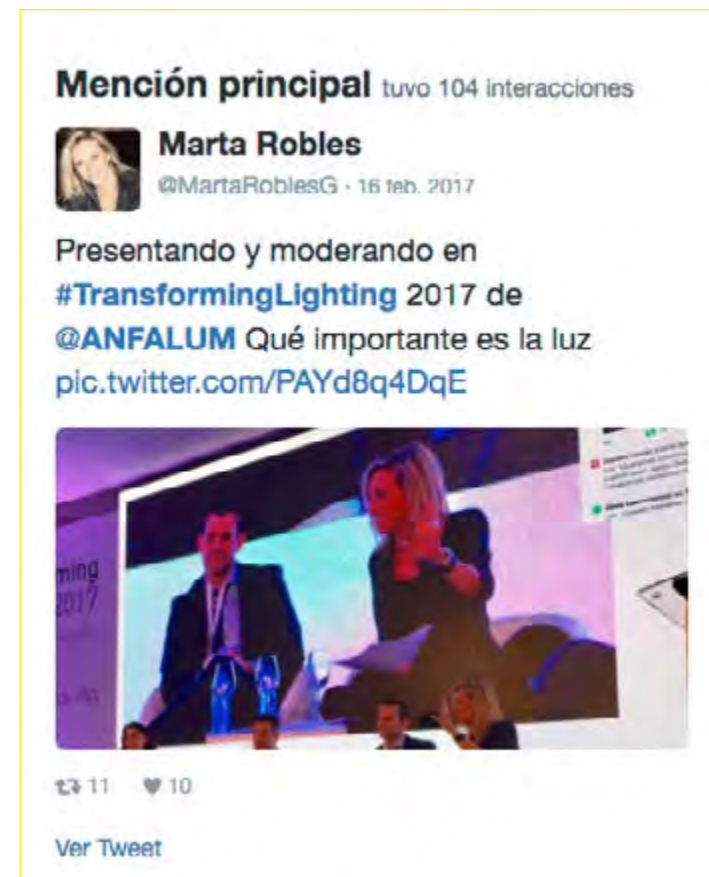 Mención principal tuvo 104 interacciones
Marta Robles
@MartaRoblesG · 16 feb. 2017
Presentando y moderando en
#TransformingLighting 2017 de
@ANFALUM Qué importante es la luz
pic.twitter.com/PAYd8q4DqE
ming
2017
11 10
Ver Tweet